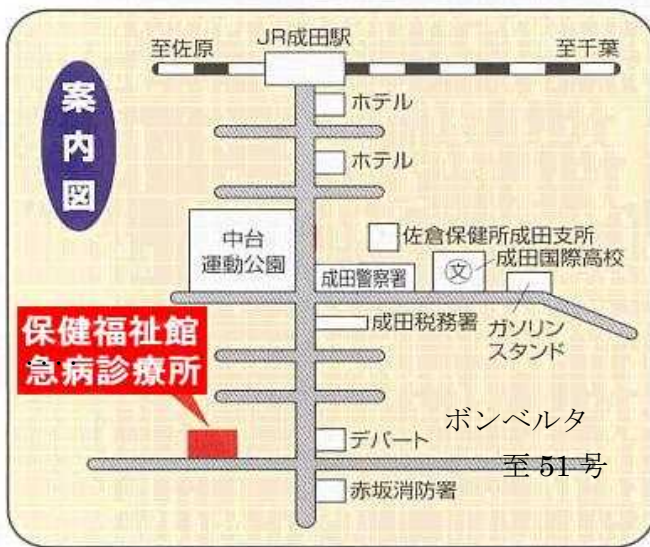 JR成田駅
至佐原
至千葉
案内図
ホテル
ホテル
中台
運動公園
佐倉保健所成田支所
成田国際高校
文
成田警察署
ガソリン
スタンド
成田税務署
保健福祉館
急病診療所
デパート
ボンベルタ
至 51 号
赤坂消防署